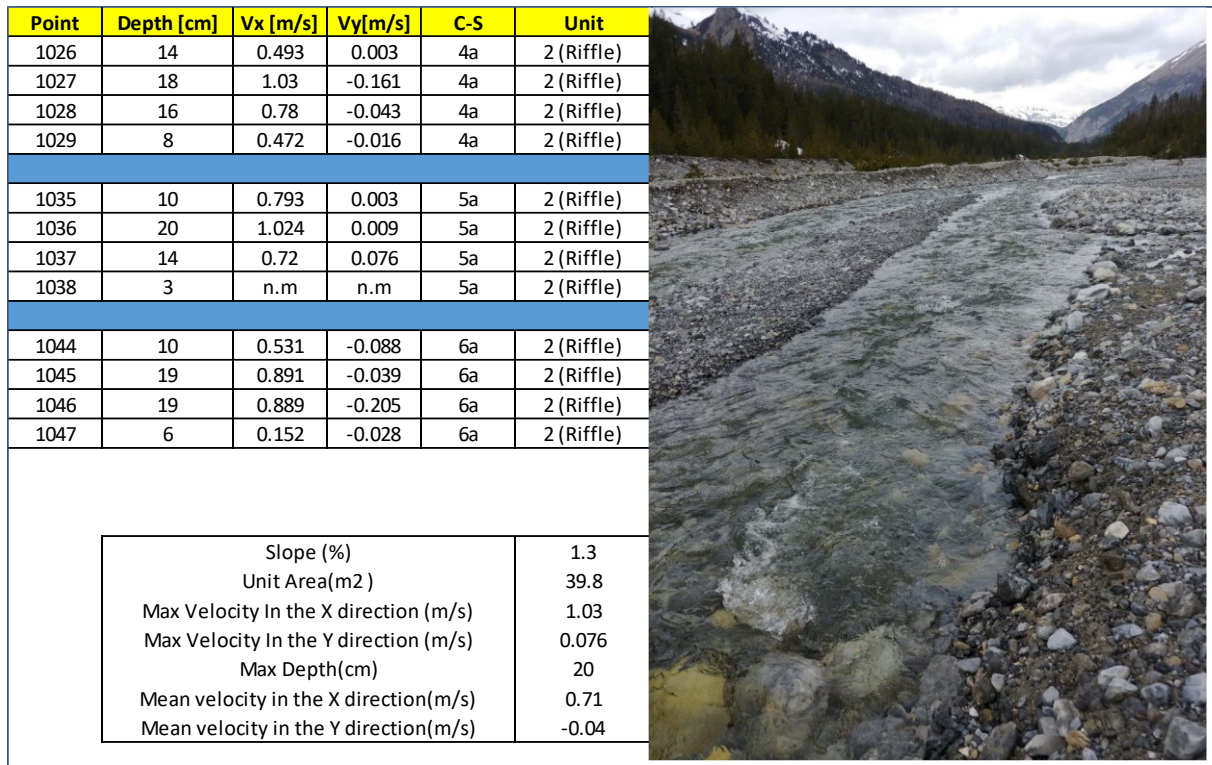 Point Depth [cm] Vx [m/s] Vy[m/s] C-S Unit
1026 14 0.493 0.003 4a 2 (Riffle)
1027 18 1.03 -0.161 4a 2 (Riffle)
1028 16 0.78 -0.043 4a 2 (Riffle)
1029 8 0.472 -0.016 4a 2 (Riffle)
1035 10 0.793 0.003 5a 2 (Riffle)
1036 20 1.024 0.009 5a 2 (Riffle)
1037 14 0.72 0.076 5a 2 (Riffle)
1038 3 n.m n.m 5a 2 (Riffle)
1044 10 0.531 -0.088 6a 2 (Riffle)
1045 19 0.891 -0.039 6a 2 (Riffle)
1046 19 0.889 -0.205 6a 2 (Riffle)
1047 6 0.152 -0.028 6a 2 (Riffle)
Slope (%) 1.3
Unit Area(m2 ) 39.8
Max Velocity In the X direction (m/s) 1.03
Max Velocity In the Y direction (m/s) 0.076
Max Depth(cm) 20
Mean velocity in the X direction(m/s) 0.71
Mean velocity in the Y direction(m/s) -0.04